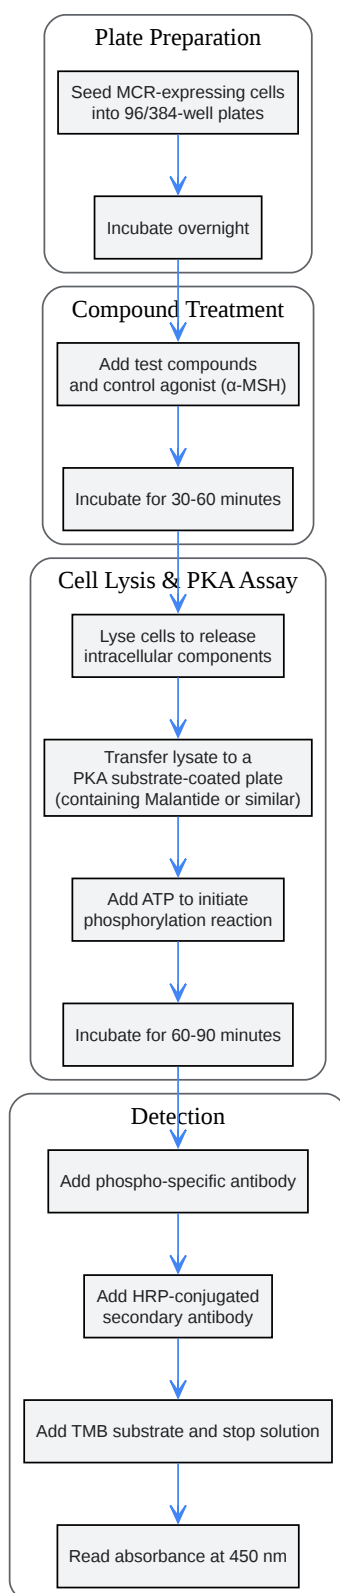 Plate Preparation
Seed MCR-expressing cells
into 96/384-well plates
Incubate overnight
Compound Treatment
Add test compounds
and control agonist (α-MSH)
Incubate for 30-60 minutes
Cell Lysis & PKA Assay
Lyse cells to release
intracellular components
Transfer lysate to a
PKA substrate-coated plate
(containing Malantide or similar)
Add ATP to initiate
phosphorylation reaction
Incubate for 60-90 minutes
Detection
Add phospho-specific antibody
Add HRP-conjugated
secondary antibody
Add TMB substrate and stop solution
Read absorbance at 450 nm